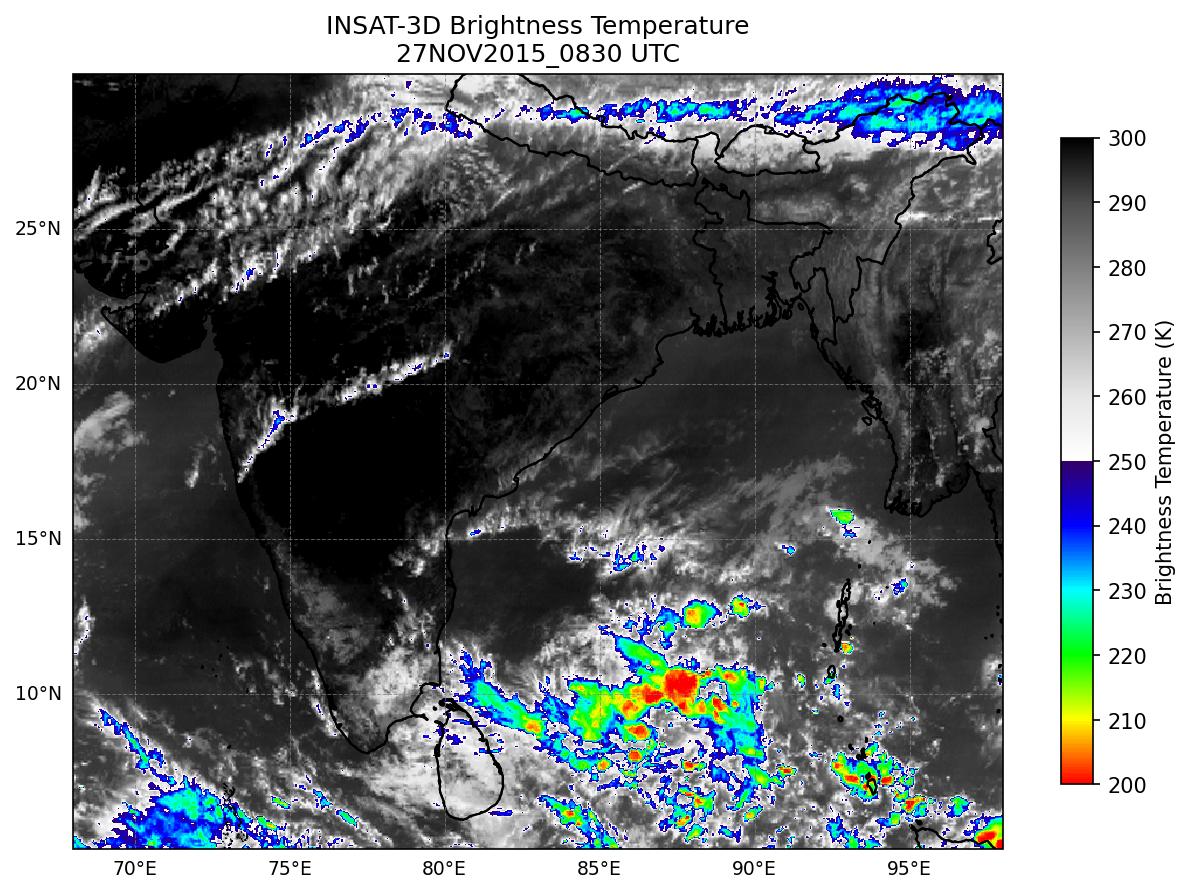 INSAT-3D Brightness Temperature
27NOV2015_0830 UTC
25°N
20°N
15°N
10°N
70°E
75°E
80°E
85°E
90°E
95°E
300
290
280
270
260
250
240
230
220
210
200
Brightness Temperature (K)